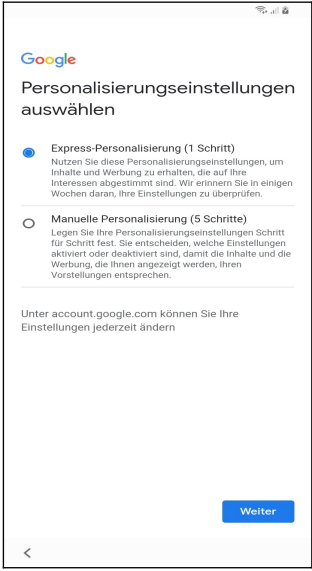 Google
Personalisierungseinstellungen
auswählen
Express-Personalisierung (1 Schritt)
Nutzen Sie diese Personalisierungseinstellungen, um
Inhalte und Werbung zu erhalten, die auf Ihre
Interessen abgestimmt sind. Wir erinnern Sie in einigen
Wochen daran, Ihre Einstellungen zu überprüfen.
Manuelle Personalisierung (5 Schritte)
Legen Sie Ihre Personalisierungseinstellungen Schritt
für Schritt fest. Sie entscheiden, welche Einstellungen
aktiviert oder deaktiviert sind, damit die Inhalte und die
Werbung, die Ihnen angezeigt werden, Ihren
Vorstellungen entsprechen.
Unter account.google.com können Sie Ihre
Einstellungen jederzeit ändern
Weiter